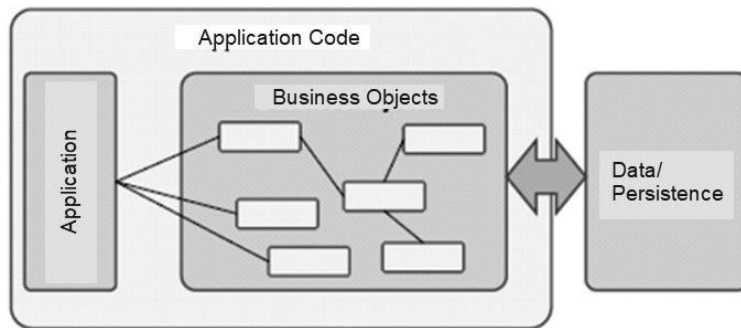 Application Code
Business Objects
Application
Data/
Persistence